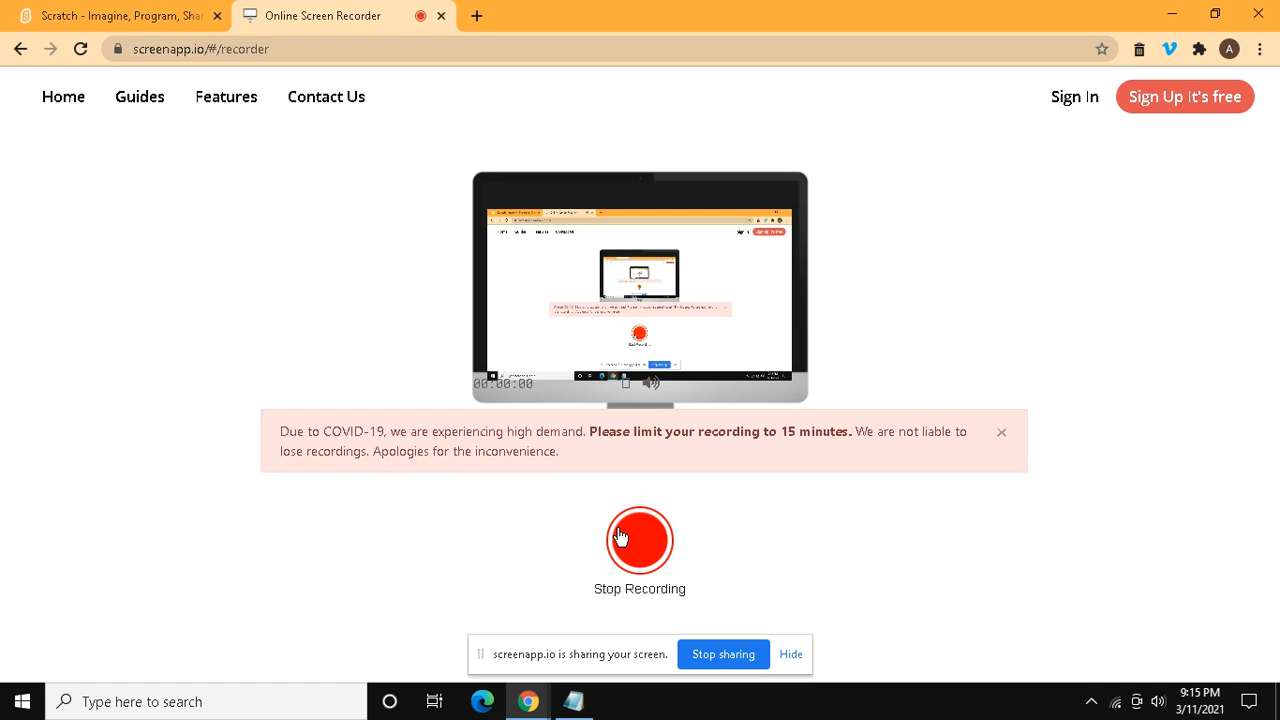 Scratch - Imagine, Program, Shar
Online Screen Recorder
screenapp.io/#/recorder
A
Home Guides Features Contact Us Sign In Sign Up It's free
00:00:00
Due to COVID-19, we are experiencing high demand. Please limit your recording to 15 minutes. We are not liable to
lose recordings. Apologies for the inconvenience.
Stop Recording
screenapp.io is sharing your screen. Stop sharing Hide
Type here to search
9:15 PM
3/11/2021